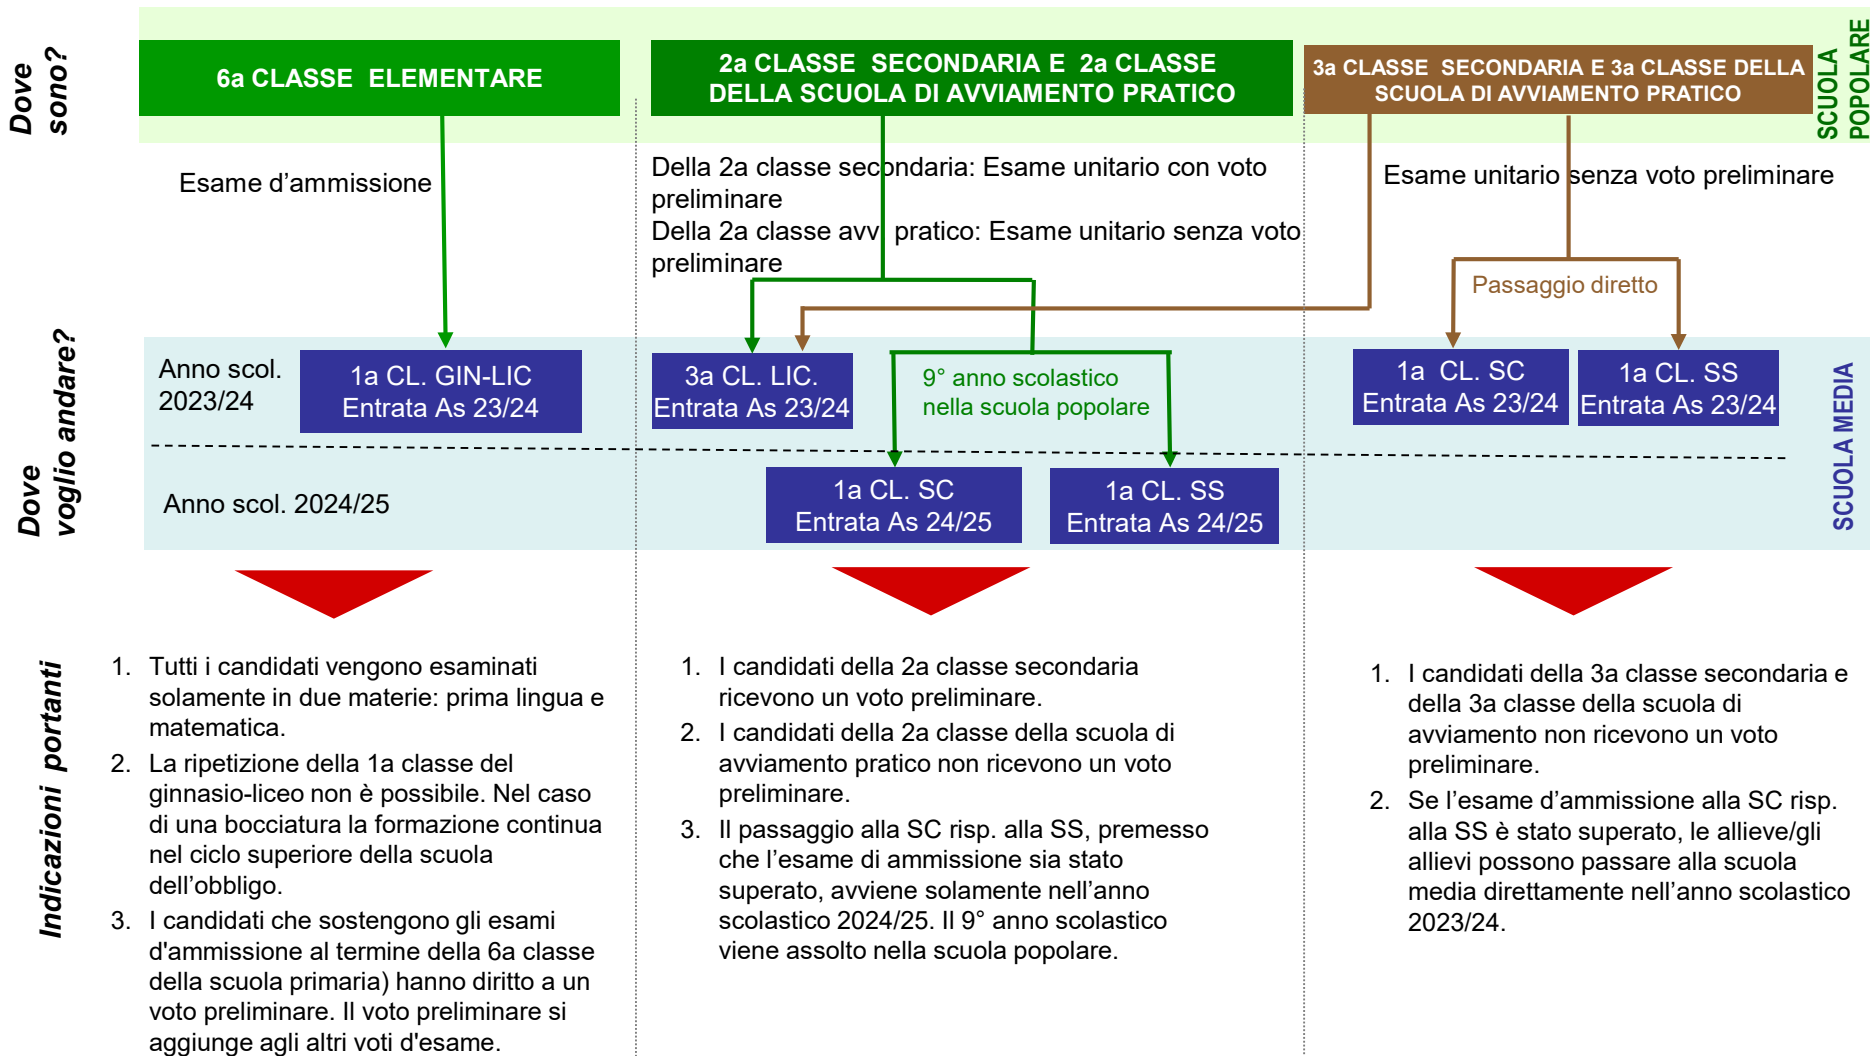 Dove
sono?
6a CLASSE ELEMENTARE
2a CLASSE SECONDARIA E 2a CLASSE
DELLA SCUOLA DI AVVIAMENTO PRATICO
3a CLASSE SECONDARIA E 3a CLASSE DELLA
SCUOLA DI AVVIAMENTO PRATICO
SCUOLA
POPOLARE
Esame d’ammissione
Della 2a classe secondaria: Esame unitario con voto
preliminare
Della 2a classe avv. pratico: Esame unitario senza voto
preliminare
Esame unitario senza voto preliminare
Passaggio diretto
Dove
voglio andare?
Anno scol.
2023/24
1a CL. GIN-LIC
Entrata As 23/24
3a CL. LIC.
Entrata As 23/24
9° anno scolastico
nella scuola popolare
1a CL. SC
Entrata As 23/24
1a CL. SS
Entrata As 23/24
SCUOLA MEDIA
Anno scol. 2024/25
1a CL. SC
Entrata As 24/25
1a CL. SS
Entrata As 24/25
Indicazioni portanti
1. Tutti i candidati vengono esaminati
solamente in due materie: prima lingua e
matematica.
2. La ripetizione della 1a classe del
ginnasio-liceo non è possibile. Nel caso
di una bocciatura la formazione continua
nel ciclo superiore della scuola
dell’obbligo.
3. I candidati che sostengono gli esami
d'ammissione al termine della 6a classe
della scuola primaria) hanno diritto a un
voto preliminare. Il voto preliminare si
aggiunge agli altri voti d'esame.
1. I candidati della 2a classe secondaria
ricevono un voto preliminare.
2. I candidati della 2a classe della scuola di
avviamento pratico non ricevono un voto
preliminare.
3. Il passaggio alla SC risp. alla SS, premesso
che l’esame di ammissione sia stato
superato, avviene solamente nell’anno
scolastico 2024/25. Il 9° anno scolastico
viene assolto nella scuola popolare.
1. I candidati della 3a classe secondaria e
della 3a classe della scuola di
avviamento non ricevono un voto
preliminare.
2. Se l’esame d’ammissione alla SC risp.
alla SS è stato superato, le allieve/gli
allievi possono passare alla scuola
media direttamente nell’anno scolastico
2023/24.